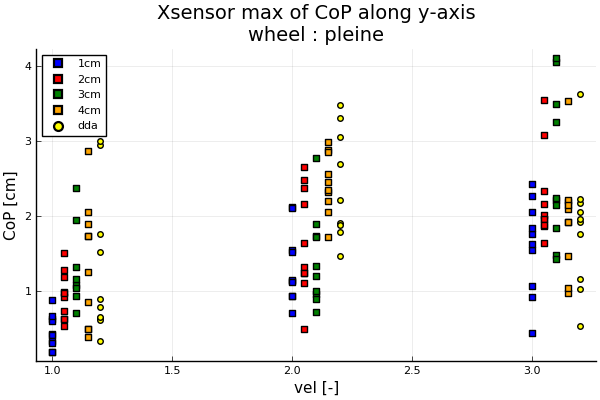 Xsensor max of CoP along y-axis
wheel : pleine
1cm
2cm
3cm
4cm
dda
CoP [cm]
4
3
2
1
1.0 1.5 2.0 2.5 3.0
vel [-]